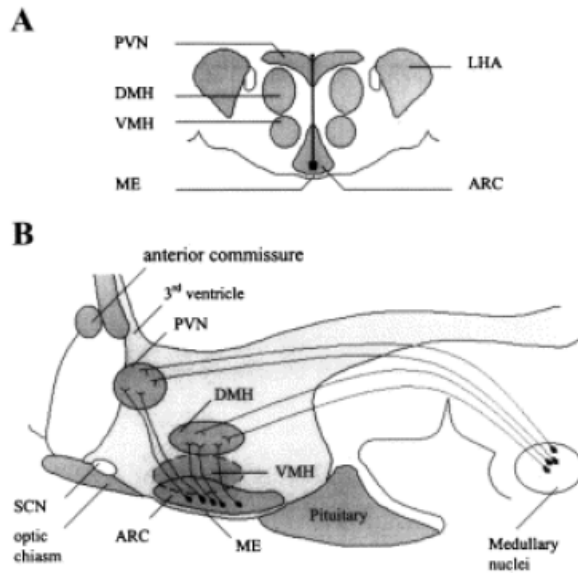 A
PVN
LHA
DMH
VMH
ME
ARC
B
anterior commissure
3rd ventricle
PVN
DMH
VMH
SCN
optic
chiasm
ARC
ME
Pituitary
Medullary
nuclei